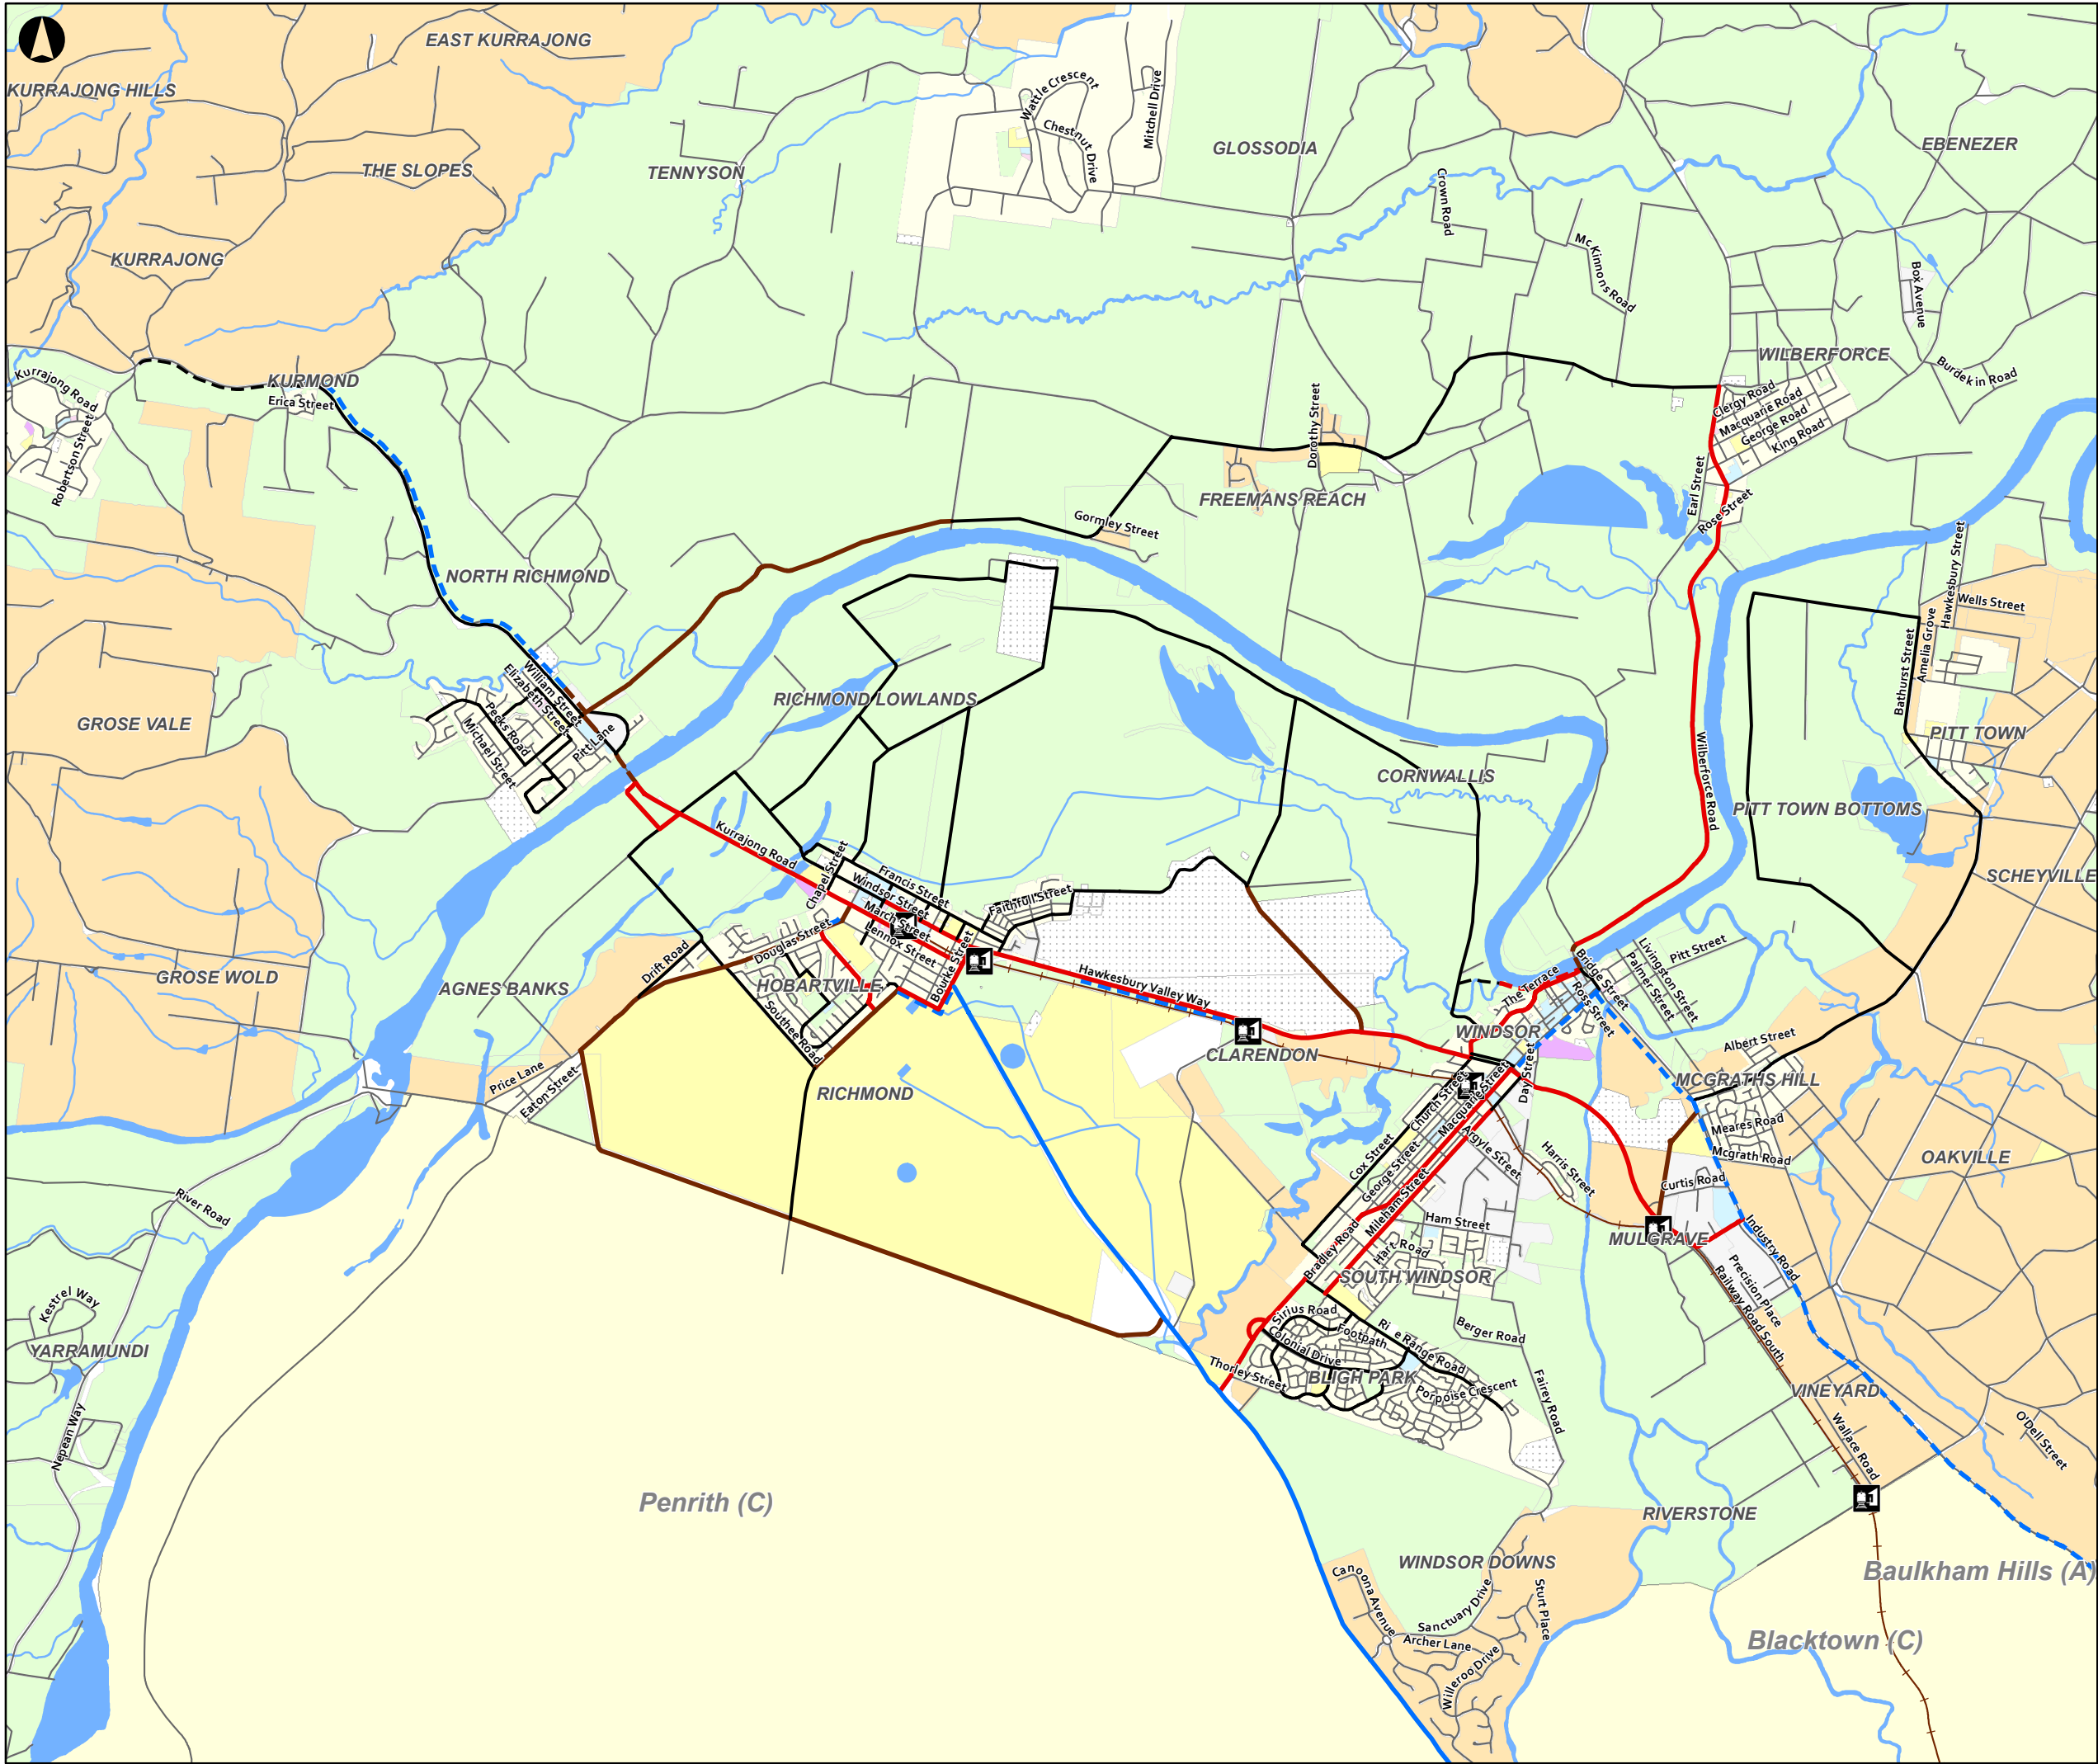 EAST KURRAJONG
KURRAJONG HILLS
Wattle Crescent
Mitchell Drive
Chestnut Drive
GLOSSODIA
EBENEZER
THE SLOPES
TENNYSON
Crown Road
McKinnons Road
KURRAJONG
Box Avenue
WILBERFORCE
Burdekin Road
Kurrajong Road
KURMOND
Erica Street
Robertson Street
Clergy Road
Macquarie Road
George Road
King Road
Dorothy Street
FREEMANS REACH
Earl Street
Rose Street
Gormley Street
Hawkesbury Street
NORTH RICHMOND
Wells Street
Amelia Grove
Bathurst Street
William Street
Elizabeth Street
Pecks Road
Michael Street
Pitt Lane
RICHMOND LOWLANDS
GROSE VALE
PITT TOWN
Wilberforce Road
CORNWALLIS
PITT TOWN BOTTOMS
Kurrajong Road
SCHEYVILLE
Chapel Street
Francis Street
Windsor Street
March Street
Lennox Street
Faithfull Street
Bourke Street
Douglas Street
Drift Road
GROSE WOLD
AGNES BANKS
HOBARTVILLE
Southee Road
Hawkesbury Valley Way
Livingston Street
Pitt Street
Palmer Street
Bridge Street
The Terrace
Ross Street
WINDSOR
CLARENDON
Albert Street
MCGRATHS HILL
Day Street
Price Lane
Eaton Street
RICHMOND
Church Street
Macquarie Street
Meares Road
Mcgrath Road
Argyle Street
Cox Street
George Street
Harris Street
OAKVILLE
Curtis Road
Mileham Street
River Road
Ham Street
Bradley Road
Hart Road
MULGRAVE
Industry Road
SOUTH WINDSOR
Precision Place
Railway Road South
Kestrel Way
Sirius Road
Footpath
Ri e Range Road
Berger Road
YARRAMUNDI
Colonial Drive
Thorley Street
BLIGH PARK
Porpoise Crescent
Fairey Road
VINEYARD
Wallace Road
O'Dell Street
Nepean Way
Penrith (C)
RIVERSTONE
WINDSOR DOWNS
Baulkham Hills (A)
Canoona Avenue
Sanctuary Drive
Sturt Place
Archer Lane
Willeroo Drive
Blacktown (C)